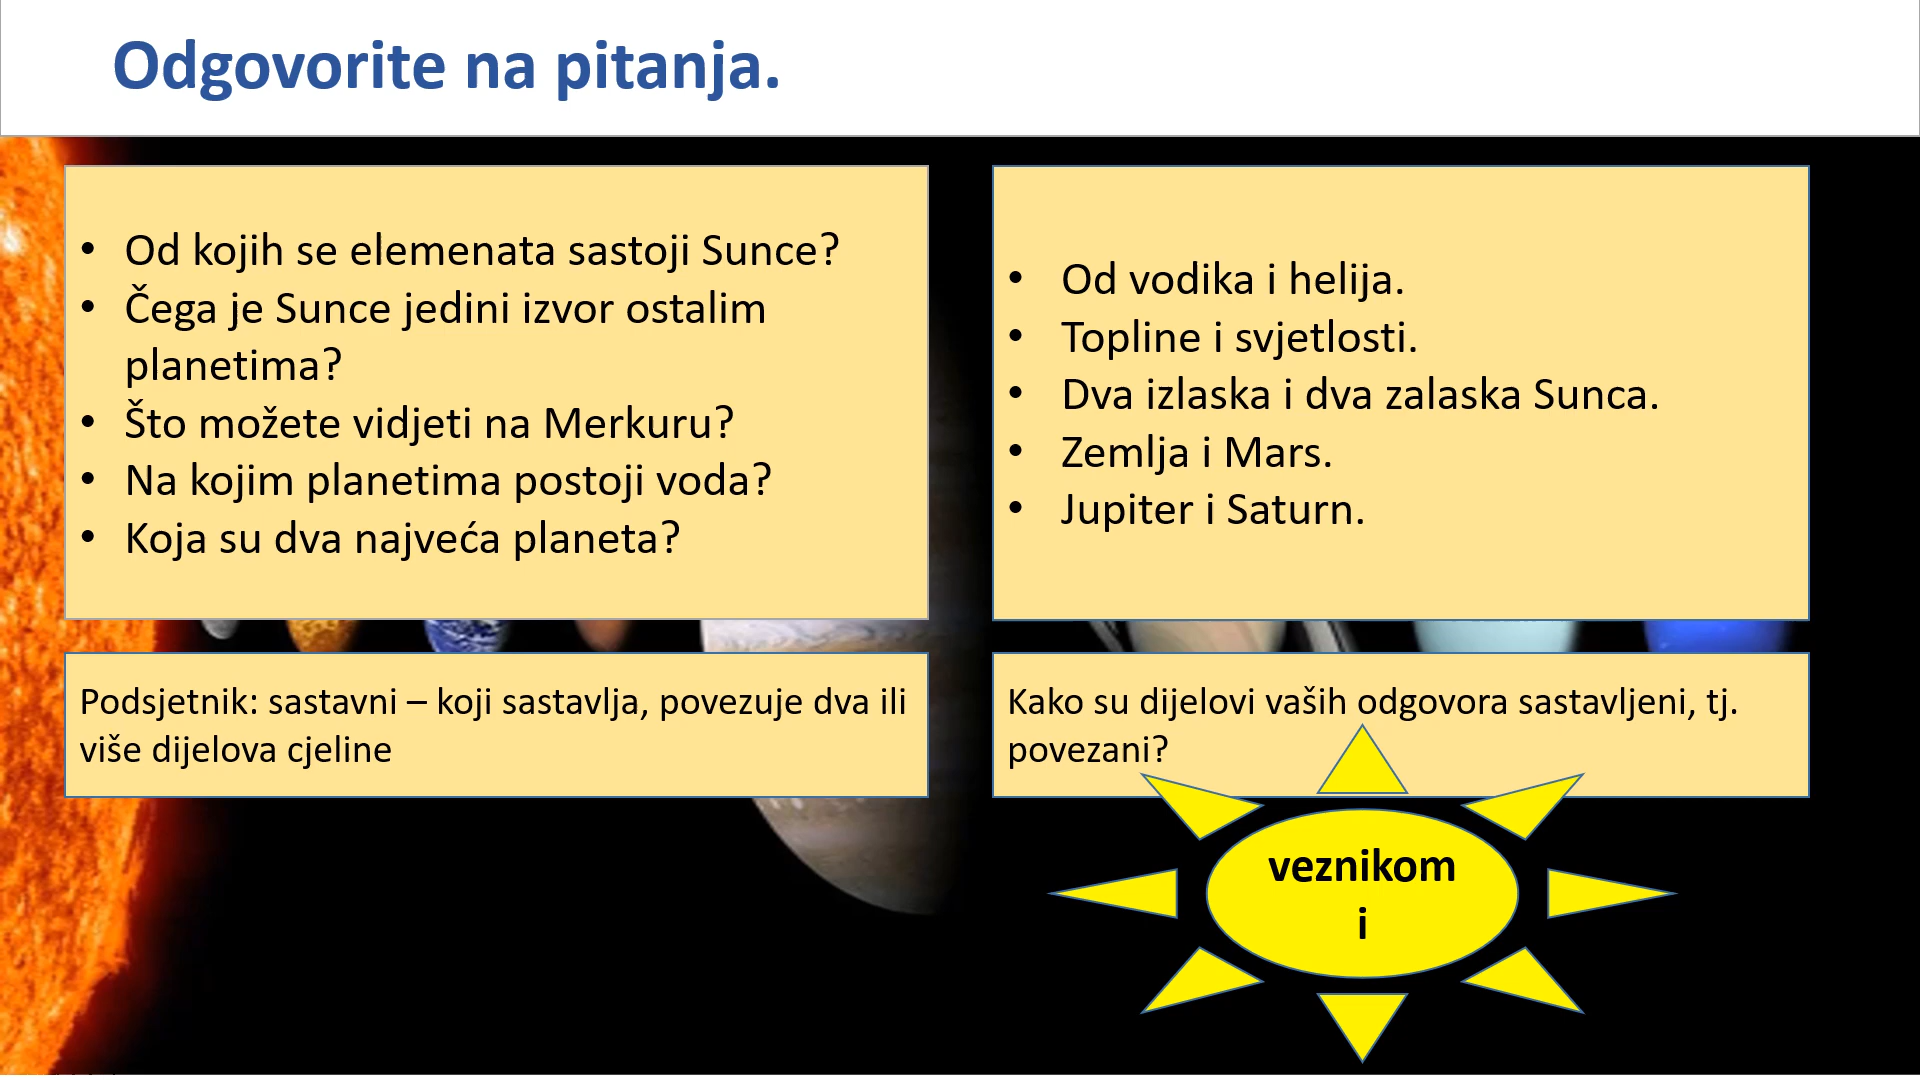 Odgovorite na pitanja.
• Od kojih se elemenata sastoji Sunce?
• Čega je Sunce jedini izvor ostalim
planetima?
• Što možete vidjeti na Merkuru?
• Na kojim planetima postoji voda?
• Koja su dva najveća planeta?
• Od vodika i helija.
• Topline i svjetlosti.
• Dva izlaska i dva zalaska Sunca.
• Zemlja i Mars.
• Jupiter i Saturn.
Podsjetnik: sastavni – koji sastavlja, povezuje dva ili
više dijelova cjeline
Kako su dijelovi vaših odgovora sastavljeni, tj.
povezani?
veznikom
i